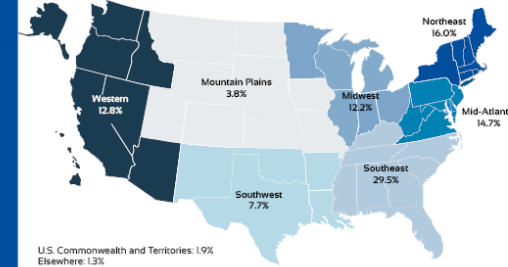 Northeast
16.0%
Mountain Plains
3.8%
Western
12.8%
Midwest
12.2%
Mid-Atlant
14.7%
Southeast
29.5%
Southwest
7.7%
U.S. Commonwealth and Territories: 1.9%
Elsewhere: 1.3%